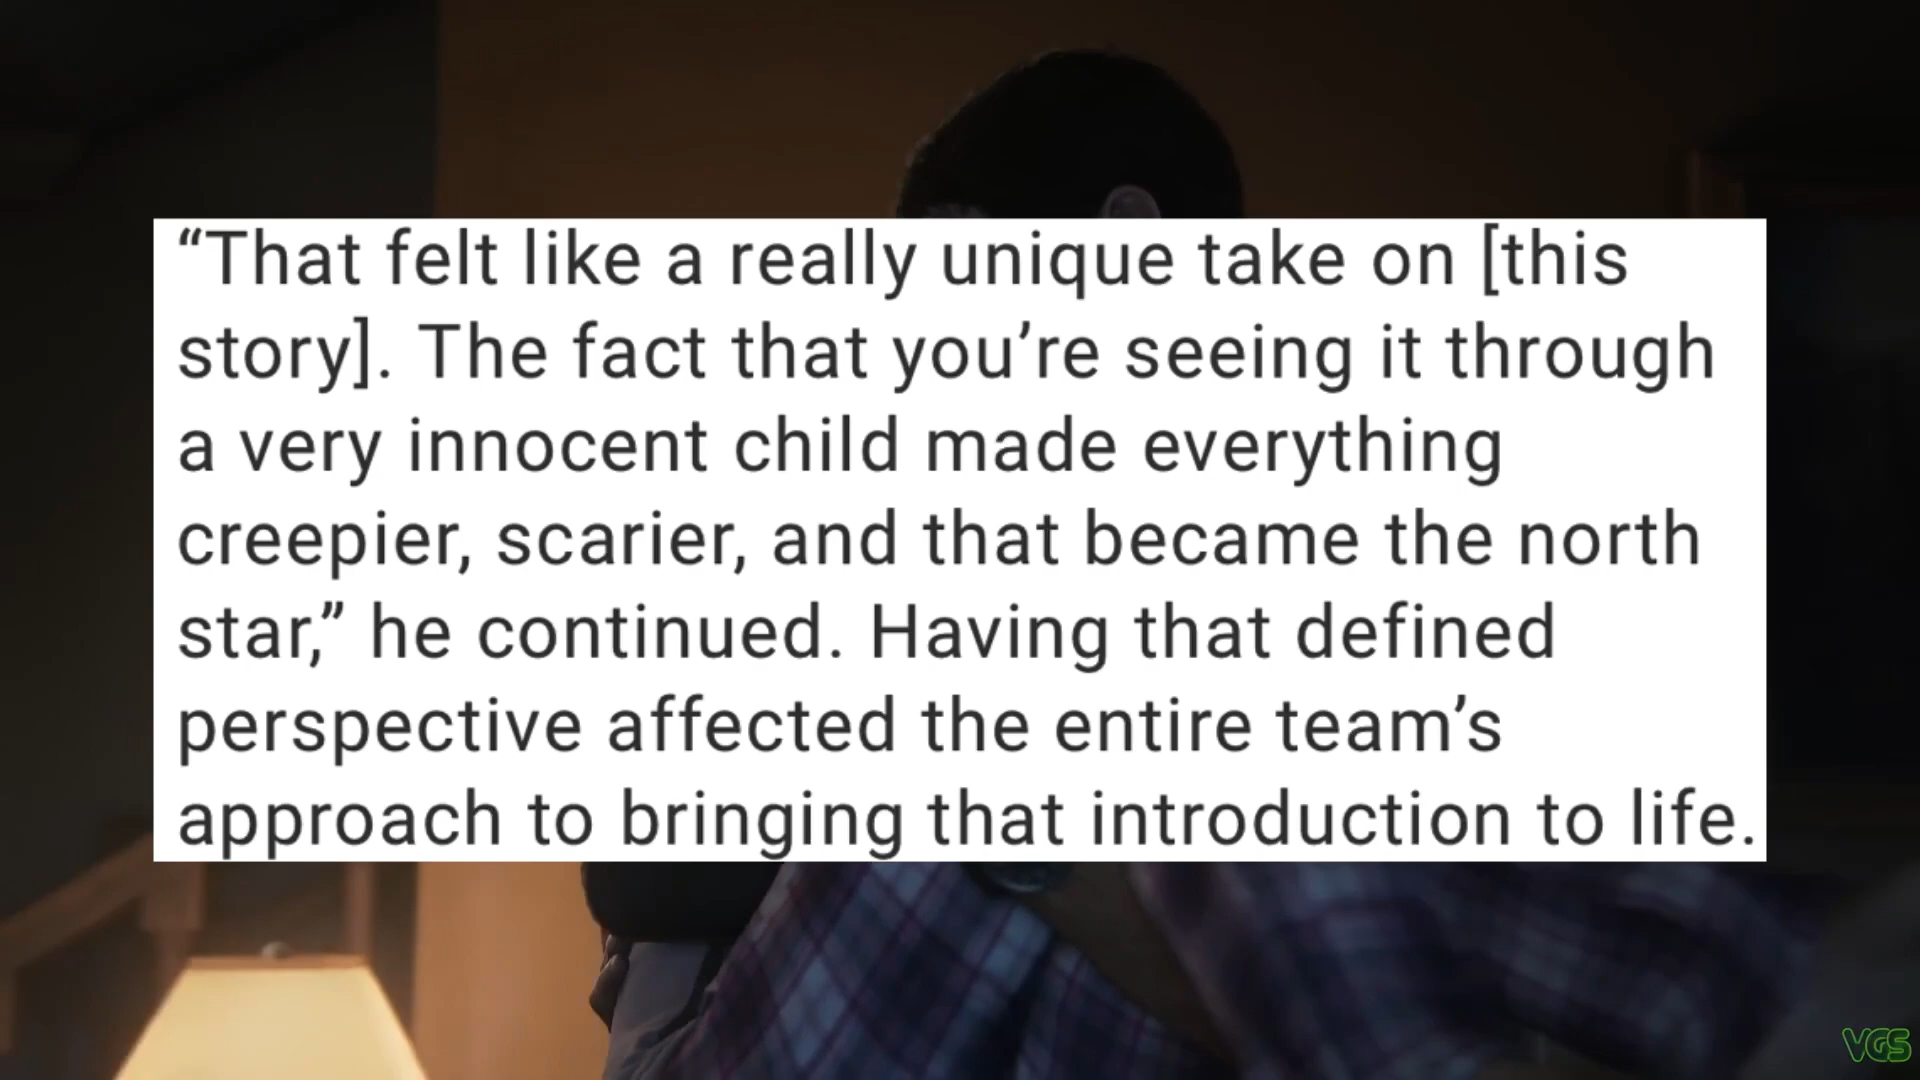 “That felt like a really unique take on [this
story]. The fact that you’re seeing it through
a very innocent child made everything
creepier, scarier, and that became the north
star,” he continued. Having that defined
perspective affected the entire team’s
approach to bringing that introduction to life.
VGS